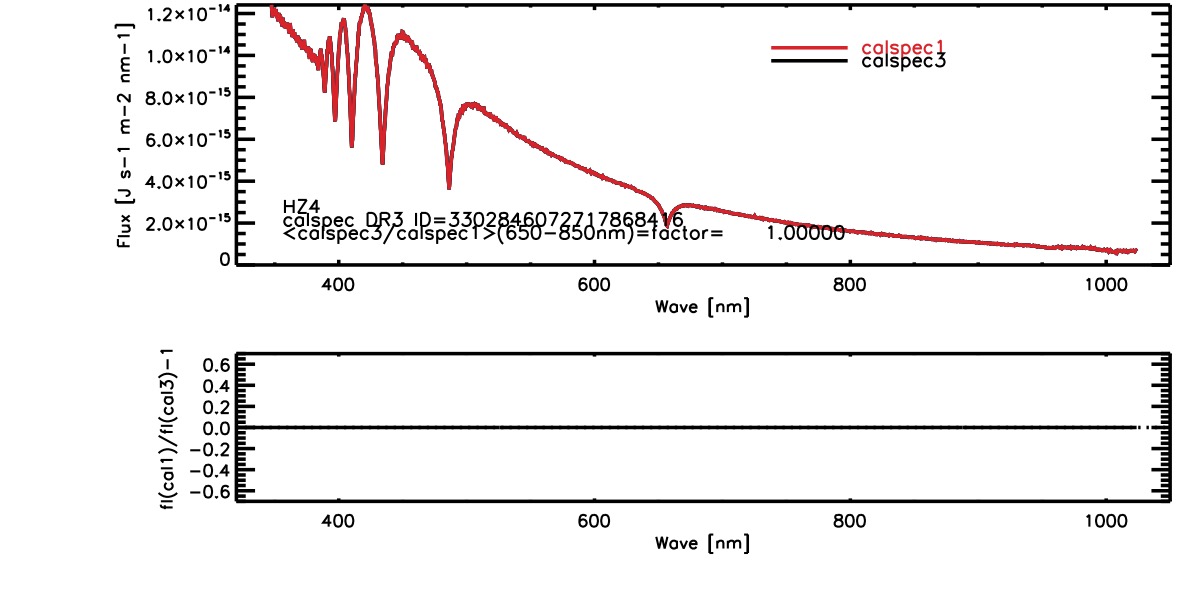 1.2×10⁻¹⁴
1.0×10⁻¹⁴
8.0×10⁻¹⁵
6.0×10⁻¹⁵
4.0×10⁻¹⁵
2.0×10⁻¹⁵
0
Flux [J s−1 m−2 nm−1]
calspec1
calspec3
HZ4
calspec DR3 ID=3302846072717868416
<calspec3/calspec1>(650−850nm)=factor= 1.00000
400 600 800 1000
Wave [nm]
0.6
0.4
0.2
0.0
−0.2
−0.4
−0.6
fl(cal1)/fl(cal3)−1
400 600 800 1000
Wave [nm]